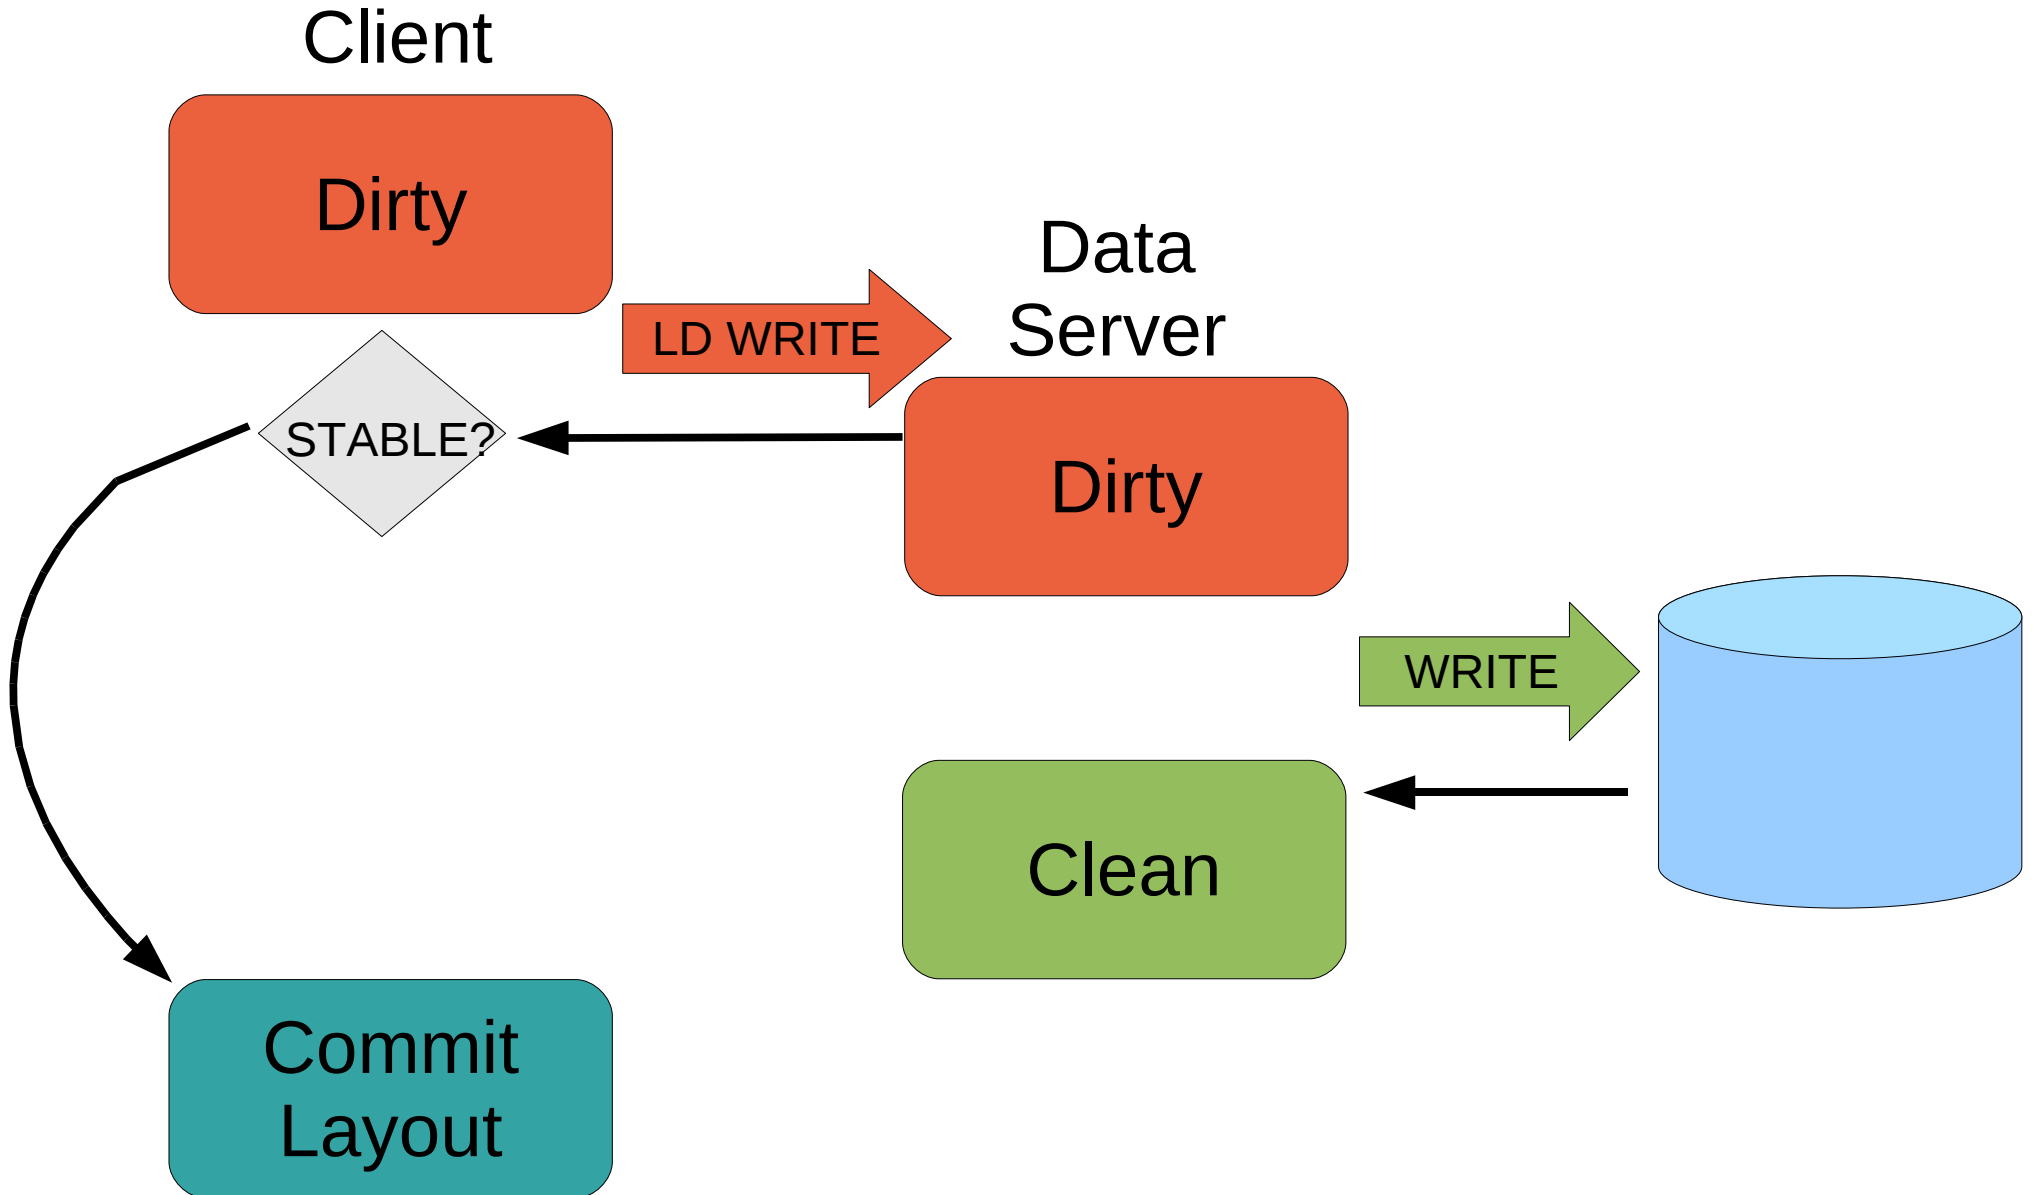 Client
Dirty
Data
Server
LD WRITE
STABLE?
Dirty
WRITE
Clean
Commit
Layout